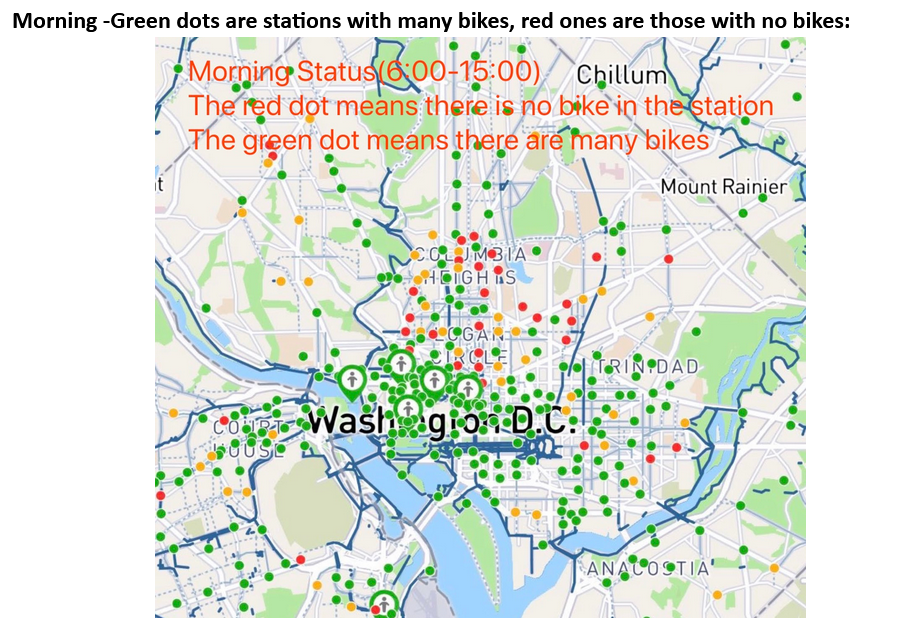 Morning -Green dots are stations with many bikes, red ones are those with no bikes:
Morning Status(6:00-15:00)
The red dot means there is no bike in the station
The green dot means there are many bikes
Chillum
t
Mount Rainier
COLUMBIA
HEIGHTS
LOGAN
CIRCLE
TRINIDAD
Washington D.C.
COURT
HOUSE
ANACOSTIA